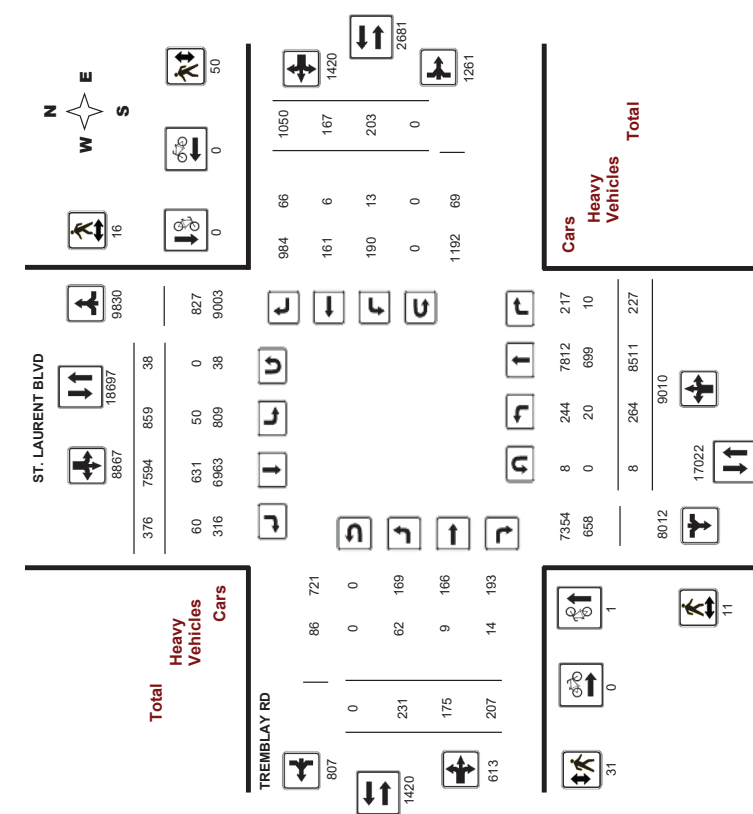 N
W E
S
50
0
0
16
ST. LAURENT BLVD
9830
18697
8867
376 7594 859 38
60 631 50 0 827
316 6963 809 38 9003
1420
2681
1261
1050 66 984
167 6 161
203 13 190
0 0 0
69 1192
Total
Heavy
Vehicles
Cars
TREMBLAY RD
807
1420
613
86 721
0 0 0
231 62 169
175 9 166
207 14 193
Cars
Heavy
Vehicles
Total
7354 8 244 7812 217
658 0 20 699 10
8 264 8511 227
8012
17022
9010
1
0
31
11